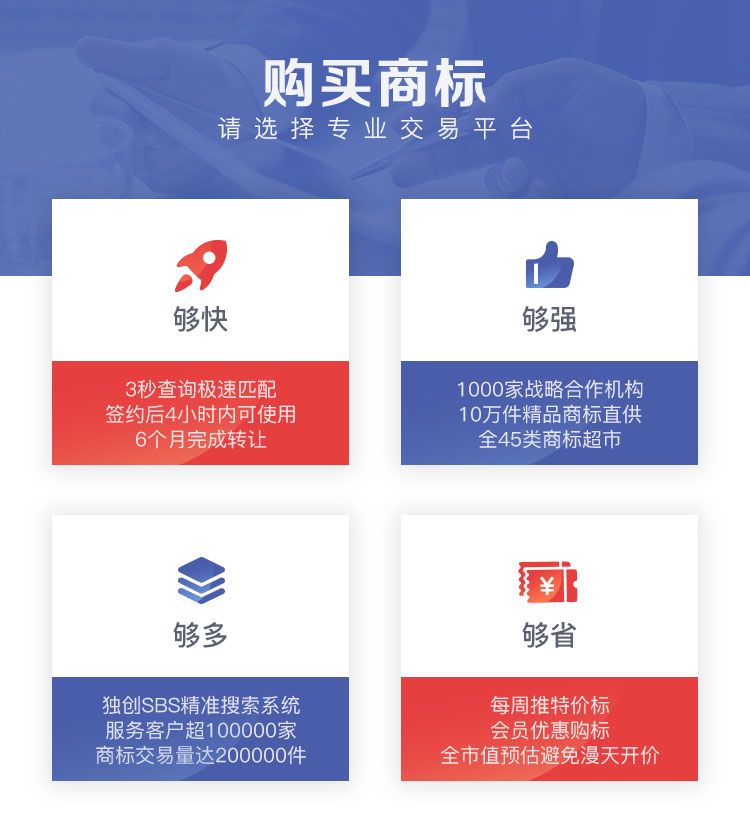 购买商标
请选择专业交易平台
够快
3秒查询极速匹配
签约后4小时内可使用
6个月完成转让
够强
1000家战略合作机构
10万件精品商标直供
全45类商标超市
够多
独创SBS精准搜索系统
服务客户超100000家
商标交易量达200000件
¥
够省
每周推特价标
会员优惠购标
全市值预估避免漫天开价